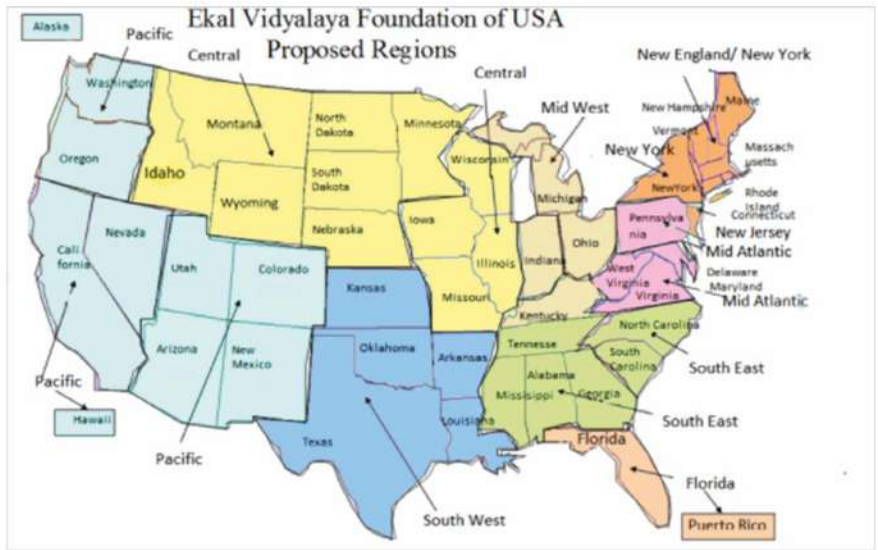 Ekal Vidyalaya Foundation of USA
Proposed Regions
Alaska
Pacific
Central
Central
New England/ New York
Mid West
Washington
Montana
North
Dakota
Minnesota
New Hampshire
Maine
Vermont
Massach
usetts
New York
Oregon
Idaho
South
Dakota
Wisconsin
Michigan
NewYork
Rhode
Island
Connecticut
Wyoming
Nebraska
Iowa
Pennsylva
nia
New Jersey
Mid Atlantic
Nevada
Cali
fornia
Utah
Colorado
Illinois
Indiana
Ohio
West
Virginia
Delaware
Maryland
Kansas
Missouri
Virginia
Mid Atlantic
Kentucky
North Carolina
Arizona
New
Mexico
Oklahoma
Arkansas
Tennesse
South
Carolina
South East
Pacific
Alabama
Missisippi
Georgia
Hawaii
Texas
Louisiana
South East
Florida
Pacific
Florida
South West
Puerto Rico